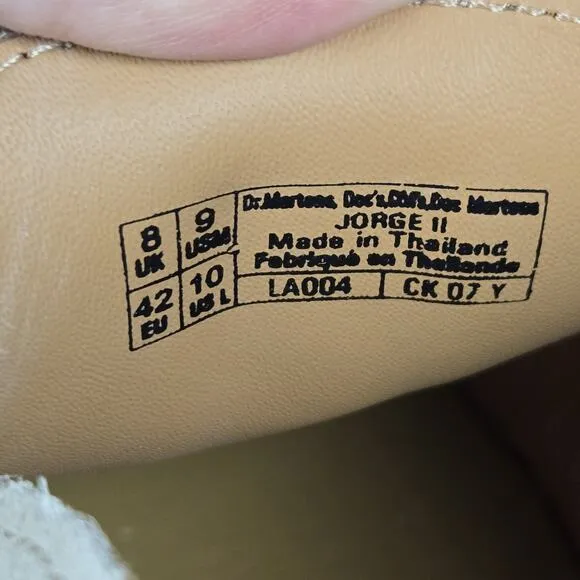 8 UK
9 USM
42 EU
10 US L
Dr.Martens, Doc's,DM's,Doc Martens
JORGE II
Made in Thailand
Fabriqué en Thaïlande
LA004
CK 07 Y